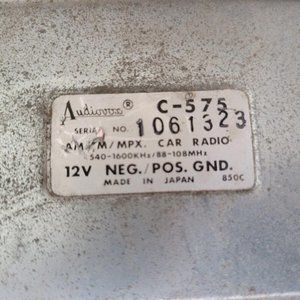 Audiovox® C-575
SERIAL NO. 1061323
AM/FM/MPX. CAR RADIO
540-1600KHz/88-108MHz
12V NEG./POS. GND.
MADE IN JAPAN 850C